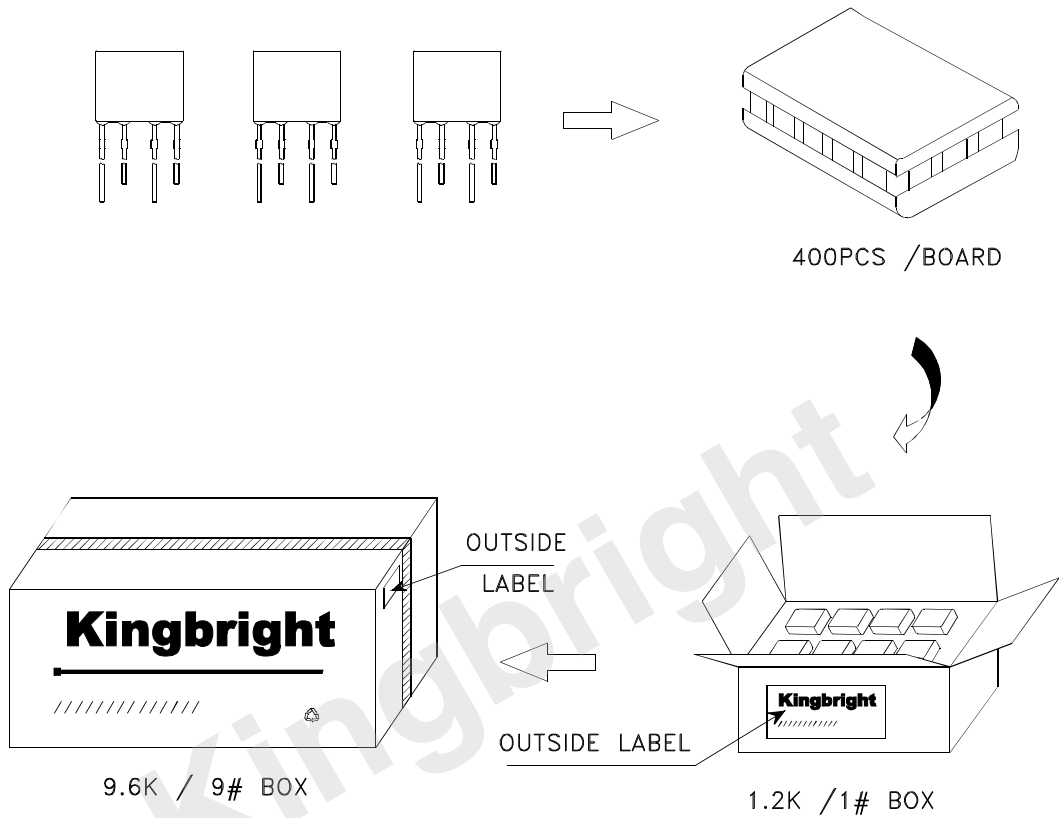 400PCS /BOARD
OUTSIDE
LABEL
Kingbright
Kingbright
OUTSIDE LABEL
9.6K / 9# BOX
1.2K /1# BOX
Kingbright